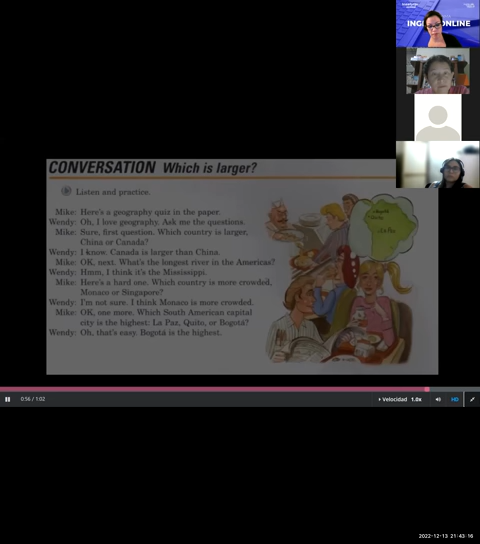 CONVERSATION Which is larger?
Listen and practice.
Mike: Here's a geography quiz in the paper.
Wendy: Oh, I love geography. Ask me the questions.
Mike: Sure, first question. Which country is larger,
China or Canada?
Wendy: I know. Canada is larger than China.
Mike: OK, next. What's the longest river in the Americas?
Wendy: Hmm, I think it's the Mississippi.
Mike: Here's a hard one. Which country is more crowded,
Monaco or Singapore?
Wendy: I'm not sure. I think Monaco is more crowded.
Mike: OK, one more. Which South American capital
city is the highest: La Paz, Quito, or Bogotá?
Wendy: Oh, that's easy. Bogotá is the highest.
0:56 / 1:02
Velocidad 1.0x
HD
2022-12-13 21:43:16